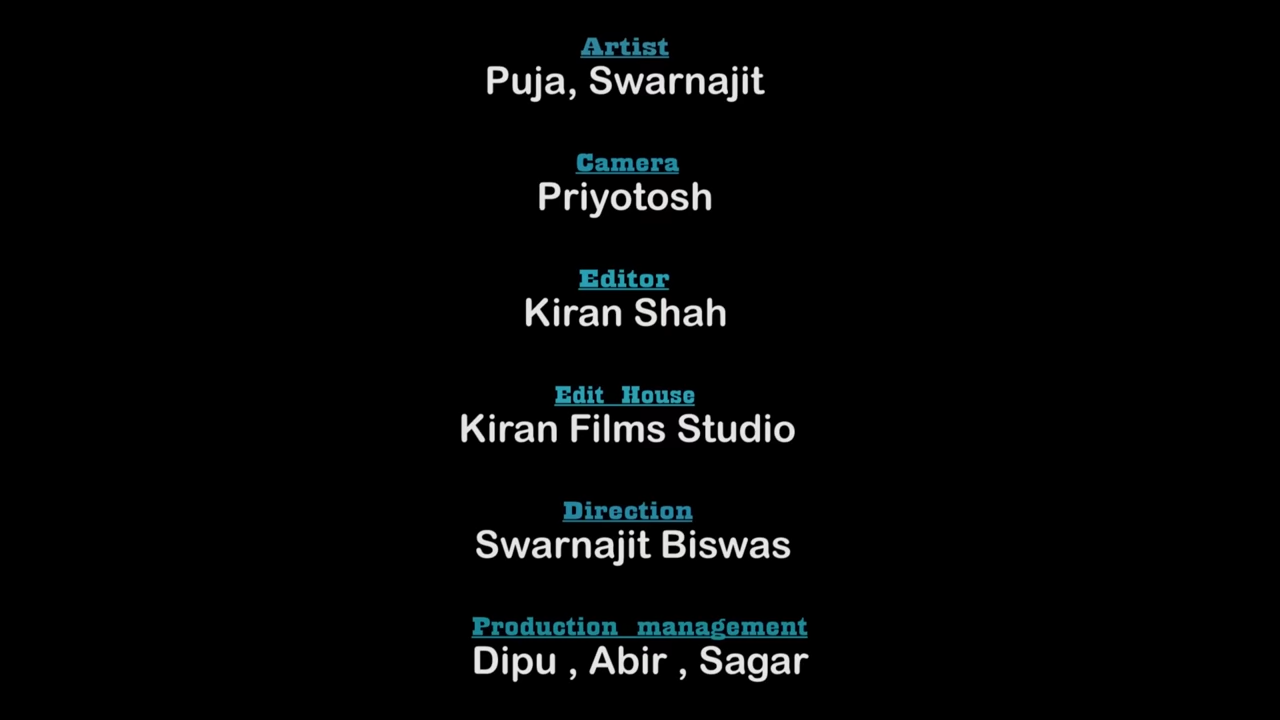 Artist
Puja, Swarnajit
Camera
Priyotosh
Editor
Kiran Shah
Edit House
Kiran Films Studio
Direction
Swarnajit Biswas
Production management
Dipu , Abir , Sagar